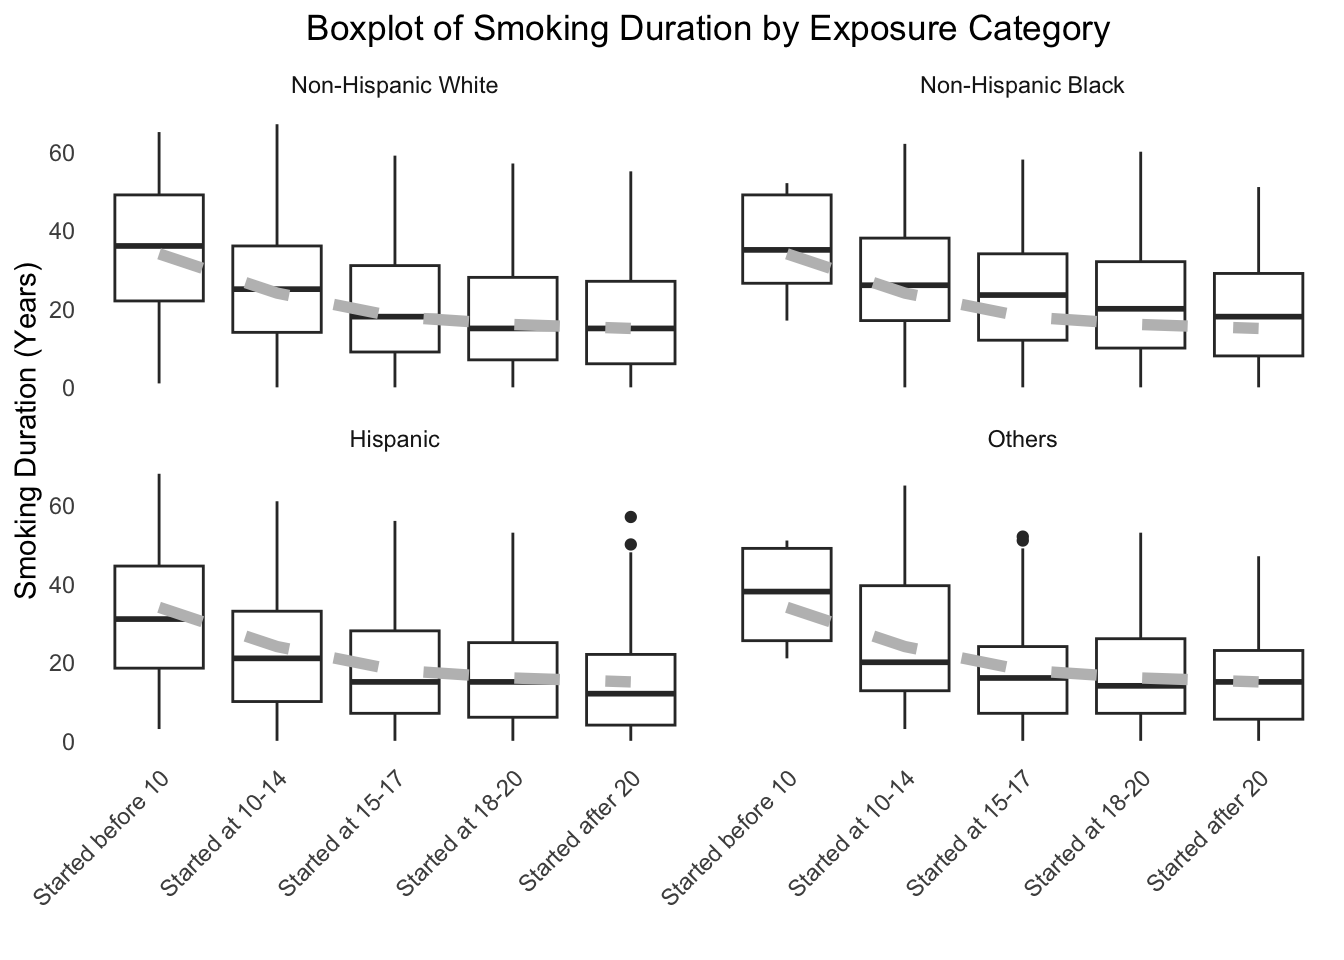 Boxplot of Smoking Duration by Exposure Category
Non-Hispanic White
Non-Hispanic Black
60
40
20
0
Hispanic
Others
60
40
20
0
Smoking Duration (Years)
Started before 10
Started at 10-14
Started at 15-17
Started at 18-20
Started after 20
Started before 10
Started at 10-14
Started at 15-17
Started at 18-20
Started after 20